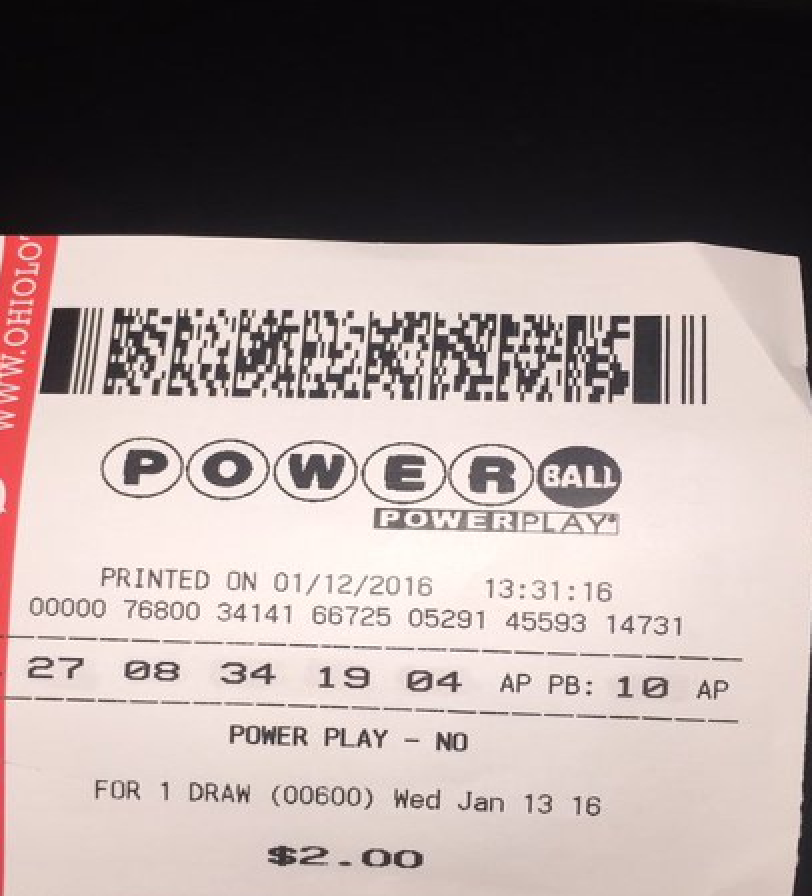 WWW.OHIOLO
POWERBALL
POWERPLAY®
PRINTED ON 01/12/2016 13:31:16
00000 76800 34141 66725 05291 45593 14731
27 08 34 19 04 AP PB: 10 AP
POWER PLAY - NO
FOR 1 DRAW (00600) Wed Jan 13 16
$2.00